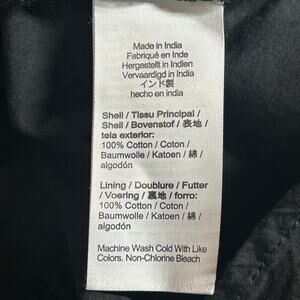 Made in India
Fabriqué en Inde
Hergestellt in Indien
Vervaardigd in India
インド製
hecho en india
Shell / Tissu Principal /
Shell / Bovenstof / 表地 /
tela exterior:
100% Cotton / Coton /
Baumwolle / Katoen / 綿 /
algodón
Lining / Doublure / Futter
/ Voering / 裏地 / forro:
100% Cotton / Coton /
Baumwolle / Katoen / 綿 /
algodón
Machine Wash Cold With Like
Colors. Non-Chlorine Bleach